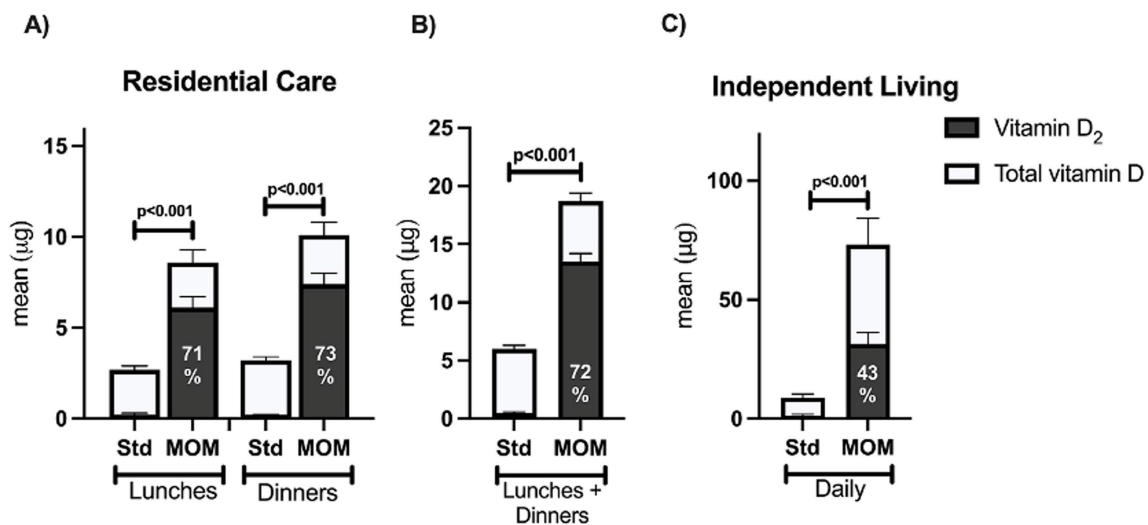 A)
B)
C)
Residential Care
Independent Living
Vitamin D₂
Total vitamin D
mean (µg)
15
10
5
0
p<0.001
p<0.001
71
%
73
%
Std MOM Std MOM
Lunches Dinners
mean (µg)
25
20
15
10
5
0
p<0.001
72
%
Std MOM
Lunches +
Dinners
mean (µg)
100
50
0
p<0.001
43
%
Std MOM
Daily